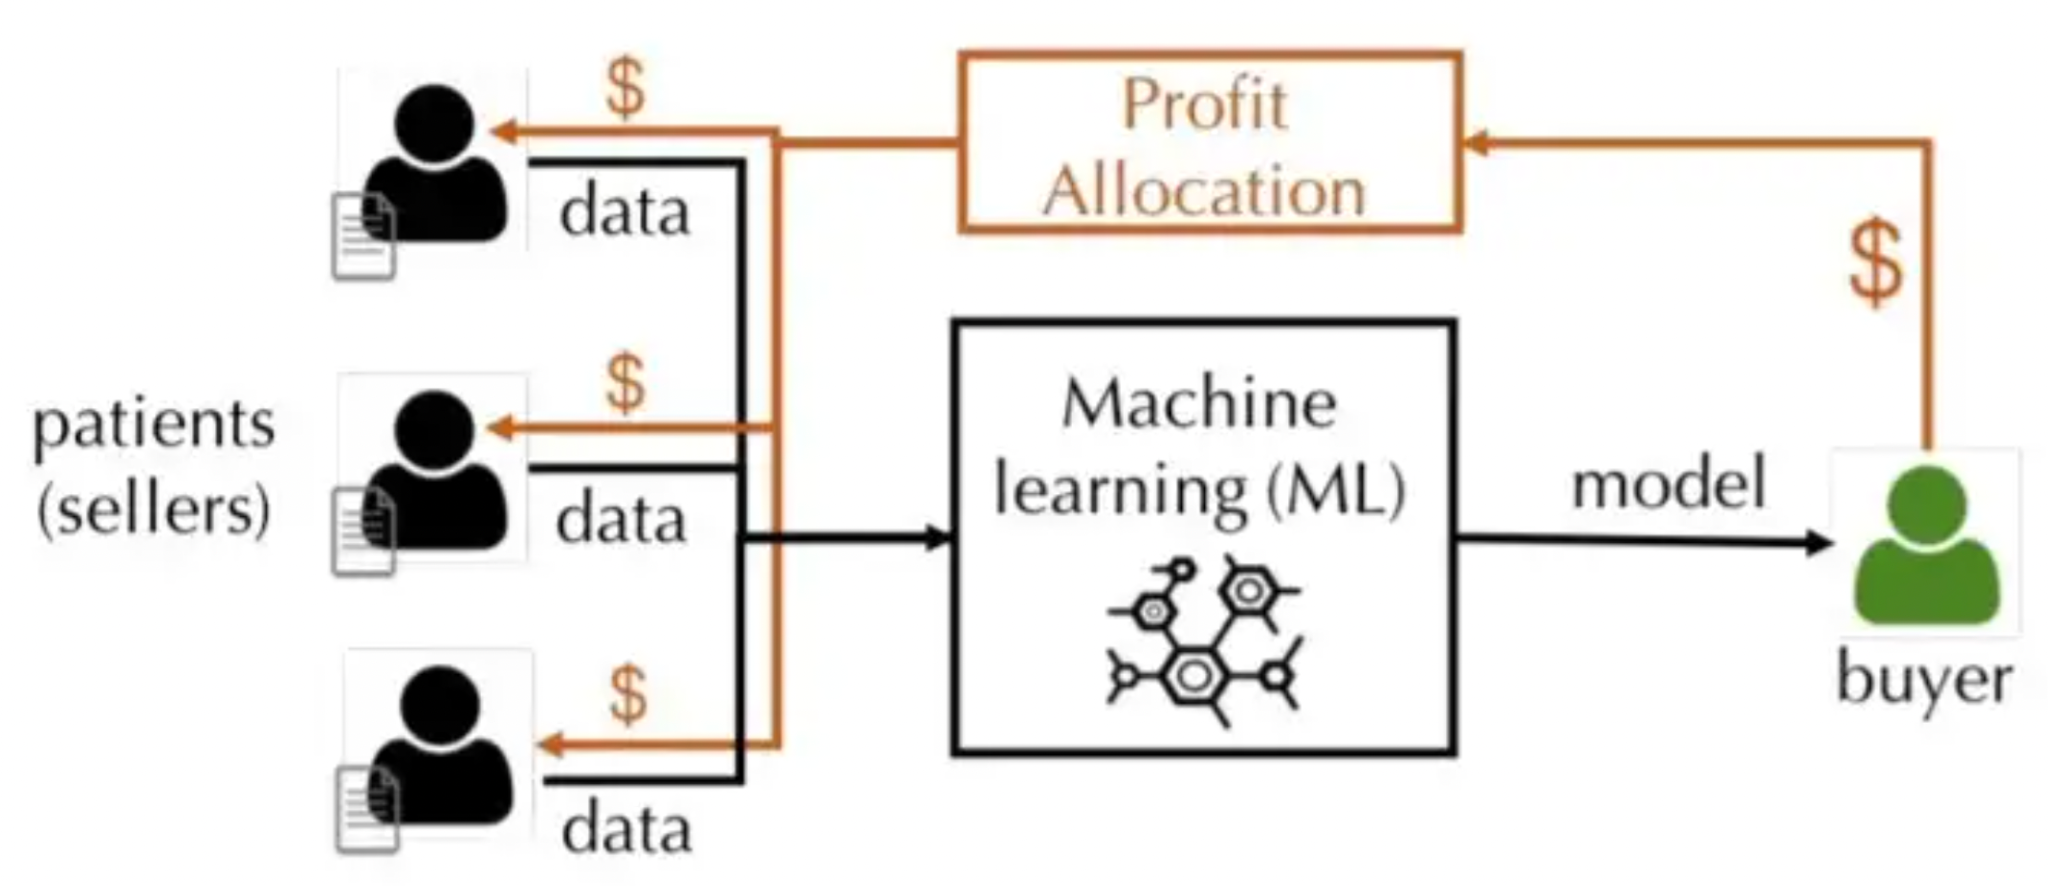 $
Profit
Allocation
data
$
$
Machine
learning (ML)
patients
(sellers)
model
data
buyer
$
data